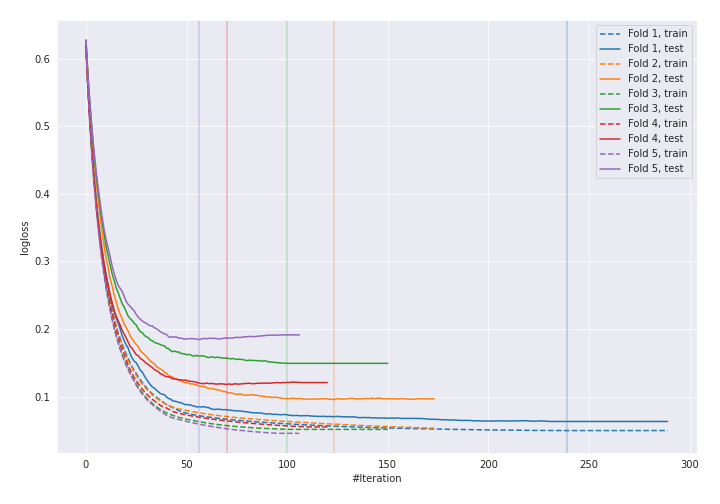 Fold 1, train
Fold 1, test
Fold 2, train
Fold 2, test
Fold 3, train
Fold 3, test
Fold 4, train
Fold 4, test
Fold 5, train
Fold 5, test
logloss
0.6
0.5
0.4
0.3
0.2
0.1
0 50 100 150 200 250 300
#Iteration